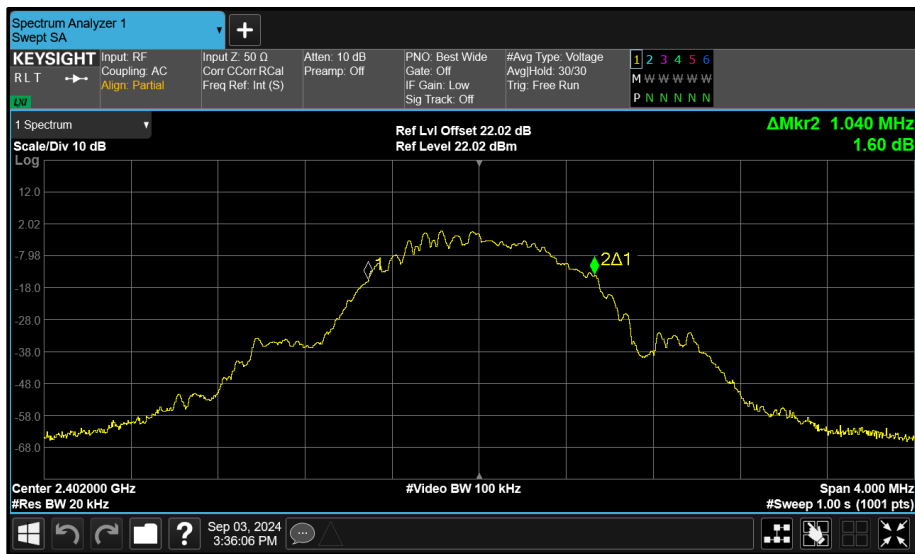 Spectrum Analyzer 1
Swept SA
+
KEYSIGHT
R L T
LXI
Input: RF
Coupling: AC
Align: Partial
Input Z: 50 Ω
Corr CCorr RCal
Freq Ref: Int (S)
Atten: 10 dB
Preamp: Off
PNO: Best Wide
Gate: Off
IF Gain: Low
Sig Track: Off
#Avg Type: Voltage
Avg|Hold: 30/30
Trig: Free Run
1 2 3 4 5 6
M W W W W W
P N N N N N
1 Spectrum
Scale/Div 10 dB
Ref Lvl Offset 22.02 dB
Ref Level 22.02 dBm
ΔMkr2 1.040 MHz
1.60 dB
Log
12.0
2.02
-7.98
-18.0
-28.0
-38.0
-48.0
-58.0
-68.0
1
2Δ1
Center 2.402000 GHz
#Res BW 20 kHz
#Video BW 100 kHz
Span 4.000 MHz
#Sweep 1.00 s (1001 pts)
?
Sep 03, 2024
3:36:06 PM